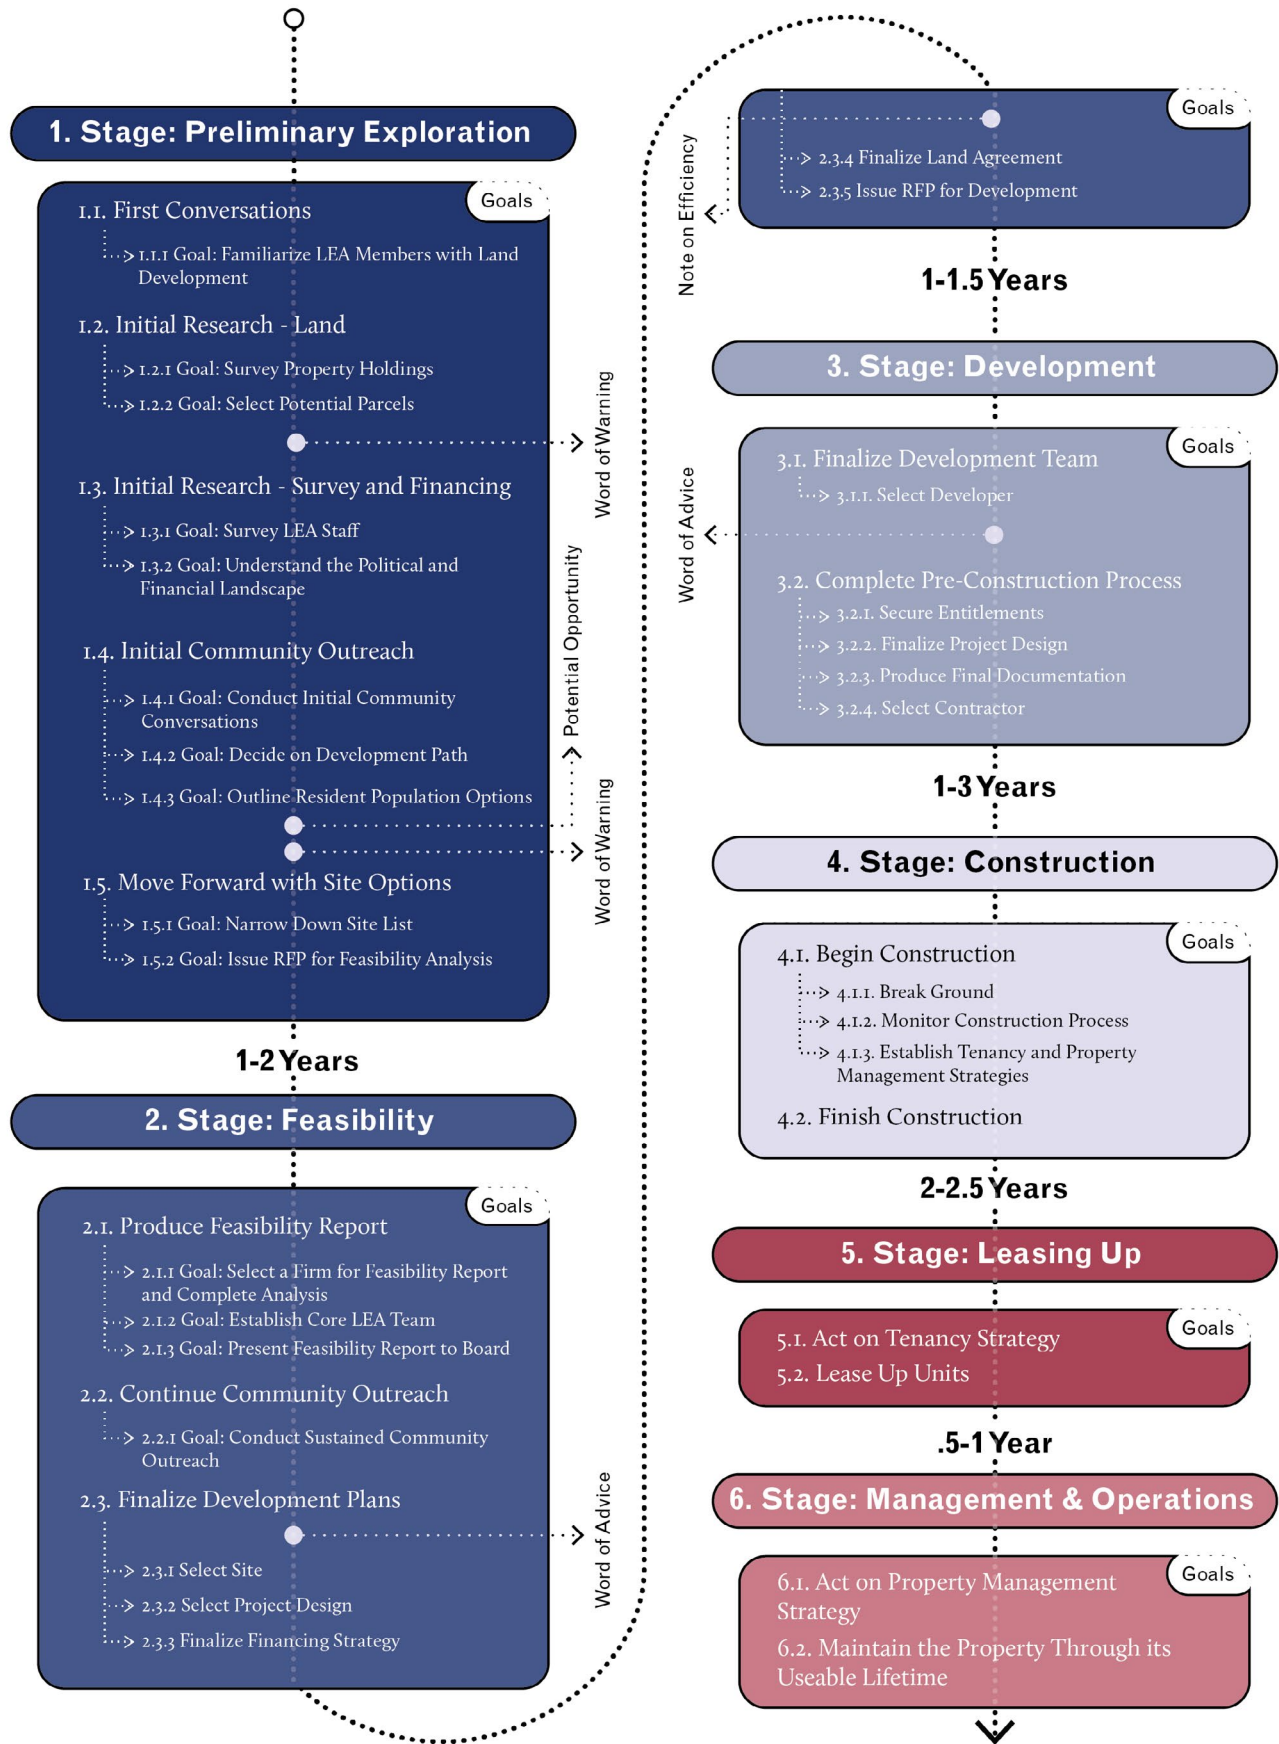 1. Stage: Preliminary Exploration
Goals
1.1. First Conversations
1.1.1 Goal: Familiarize LEA Members with Land
Development
1.2. Initial Research - Land
1.2.1 Goal: Survey Property Holdings
1.2.2 Goal: Select Potential Parcels
Word of Warning
1.3. Initial Research - Survey and Financing
1.3.1 Goal: Survey LEA Staff
1.3.2 Goal: Understand the Political and
Financial Landscape
1.4. Initial Community Outreach
1.4.1 Goal: Conduct Initial Community
Conversations
1.4.2 Goal: Decide on Development Path
1.4.3 Goal: Outline Resident Population Options
Potential Opportunity
Word of Warning
1.5. Move Forward with Site Options
1.5.1 Goal: Narrow Down Site List
1.5.2 Goal: Issue RFP for Feasibility Analysis
1-2 Years
2. Stage: Feasibility
Goals
2.1. Produce Feasibility Report
2.1.1 Goal: Select a Firm for Feasibility Report
and Complete Analysis
2.1.2 Goal: Establish Core LEA Team
2.1.3 Goal: Present Feasibility Report to Board
2.2. Continue Community Outreach
2.2.1 Goal: Conduct Sustained Community
Outreach
2.3. Finalize Development Plans
Word of Advice
2.3.1 Select Site
2.3.2 Select Project Design
2.3.3 Finalize Financing Strategy
Goals
Note on Efficiency
2.3.4 Finalize Land Agreement
2.3.5 Issue RFP for Development
1-1.5 Years
3. Stage: Development
Goals
3.1. Finalize Development Team
3.1.1. Select Developer
Word of Advice
3.2. Complete Pre-Construction Process
3.2.1. Secure Entitlements
3.2.2. Finalize Project Design
3.2.3. Produce Final Documentation
3.2.4. Select Contractor
1-3 Years
4. Stage: Construction
Goals
4.1. Begin Construction
4.1.1. Break Ground
4.1.2. Monitor Construction Process
4.1.3. Establish Tenancy and Property
Management Strategies
4.2. Finish Construction
2-2.5 Years
5. Stage: Leasing Up
Goals
5.1. Act on Tenancy Strategy
5.2. Lease Up Units
.5-1 Year
6. Stage: Management & Operations
Goals
6.1. Act on Property Management
Strategy
6.2. Maintain the Property Through its
Useable Lifetime